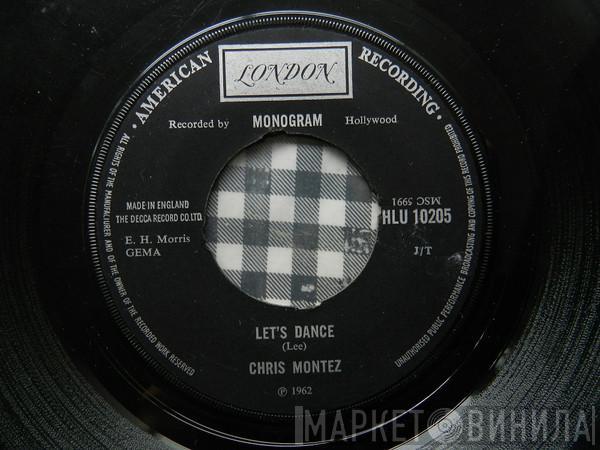 LONDON
· AMERICAN RECORDING ·
Recorded by MONOGRAM Hollywood
ALL RIGHTS OF THE MANUFACTURER AND OF THE OWNER OF THE RECORDED WORK RESERVED
UNAUTHORISED PUBLIC PERFORMANCE BROADCASTING AND COPYING OF THIS RECORD PROHIBITED
MADE IN ENGLAND
THE DECCA RECORD CO. LTD.
E. H. Morris
GEMA
MSC 5991
HLU 10205
J/T
LET'S DANCE
(Lee)
CHRIS MONTEZ
℗ 1962
МАРКЕТ ВИНИЛА